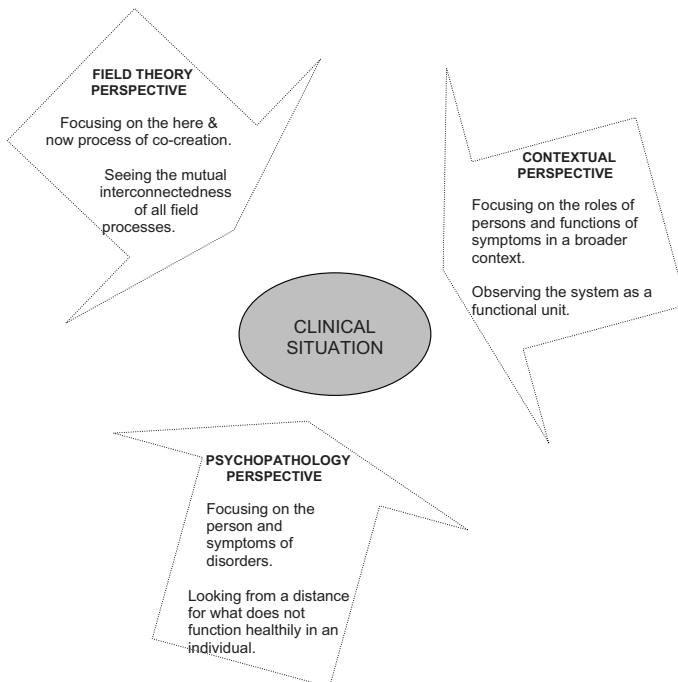 FIELD THEORY
PERSPECTIVE
Focusing on the here &
now process of co-creation.
Seeing the mutual
interconnectedness
of all field
processes.
CONTEXTUAL
PERSPECTIVE
Focusing on the roles of
persons and functions of
symptoms in a broader
context.
Observing the system as a
functional unit.
CLINICAL
SITUATION
PSYCHOPATHOLOGY
PERSPECTIVE
Focusing on the
person and
symptoms of
disorders.
Looking from a distance
for what does not
function healthily in an
individual.